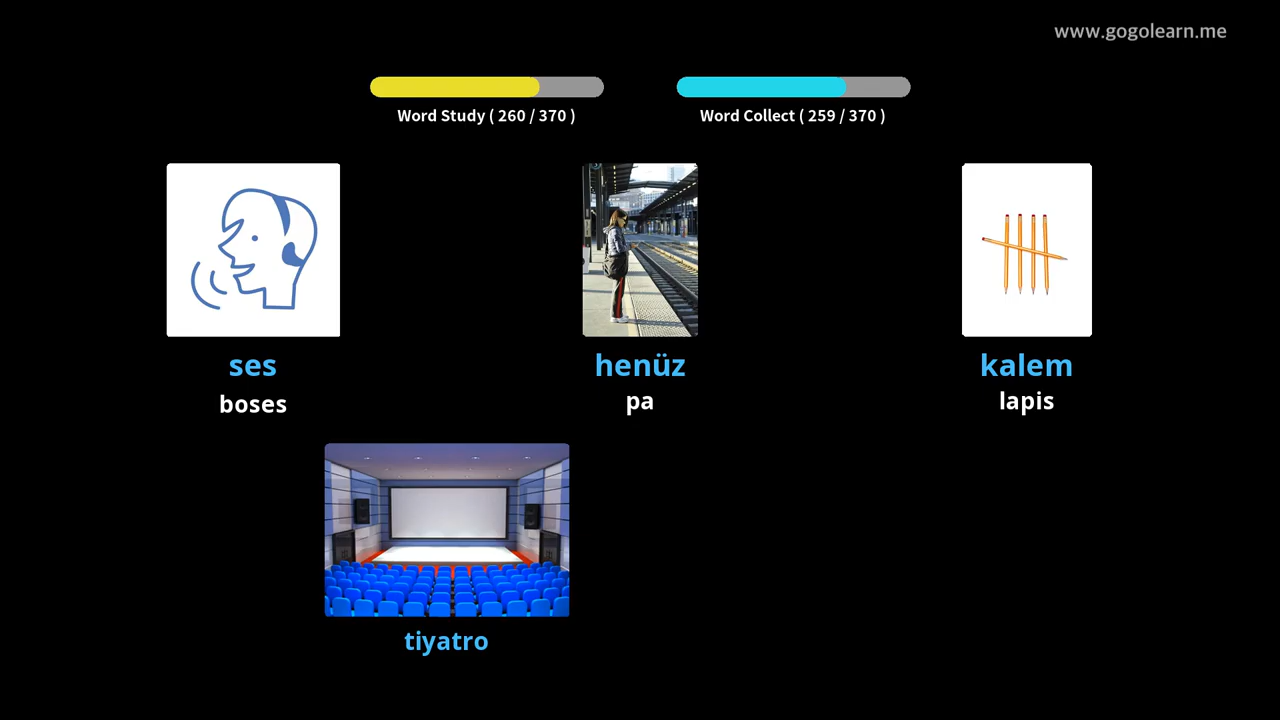 www.gogolearn.me
Word Study ( 260 / 370 )
Word Collect ( 259 / 370 )
ses
henüz
kalem
boses
pa
lapis
tiyatro